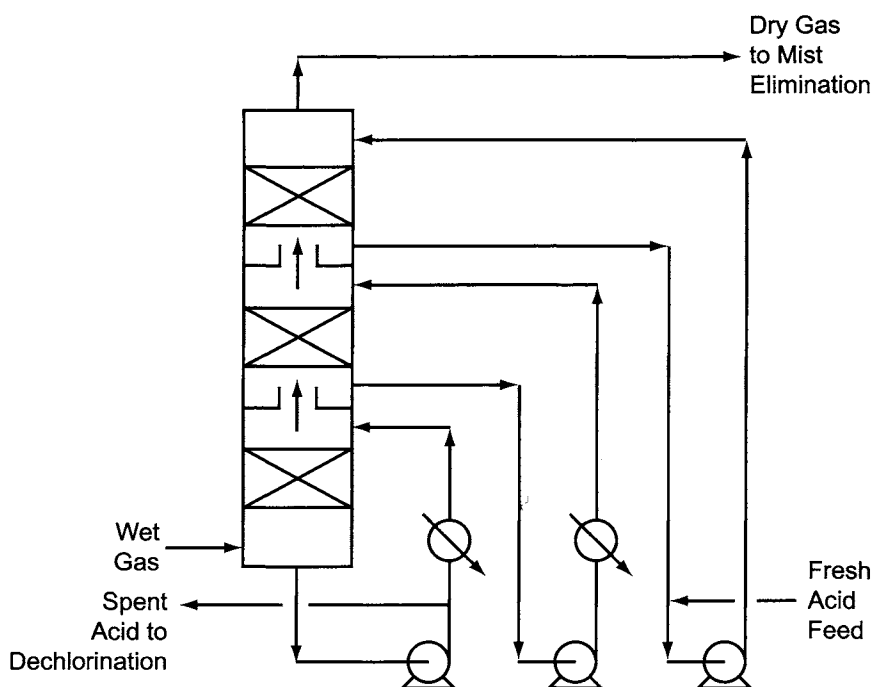 Dry Gas
to Mist
Elimination
Wet
Gas
Spent
Acid to
Dechlorination
Fresh
Acid
Feed